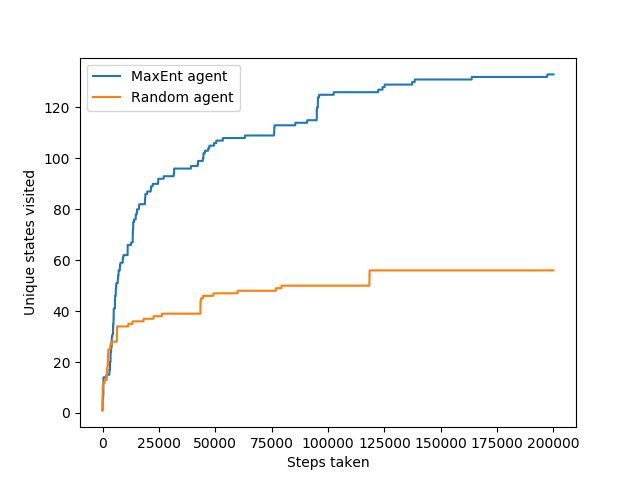 MaxEnt agent
Random agent
120
100
80
60
40
20
0
Unique states visited
0 25000 50000 75000 100000 125000 150000 175000 200000
Steps taken